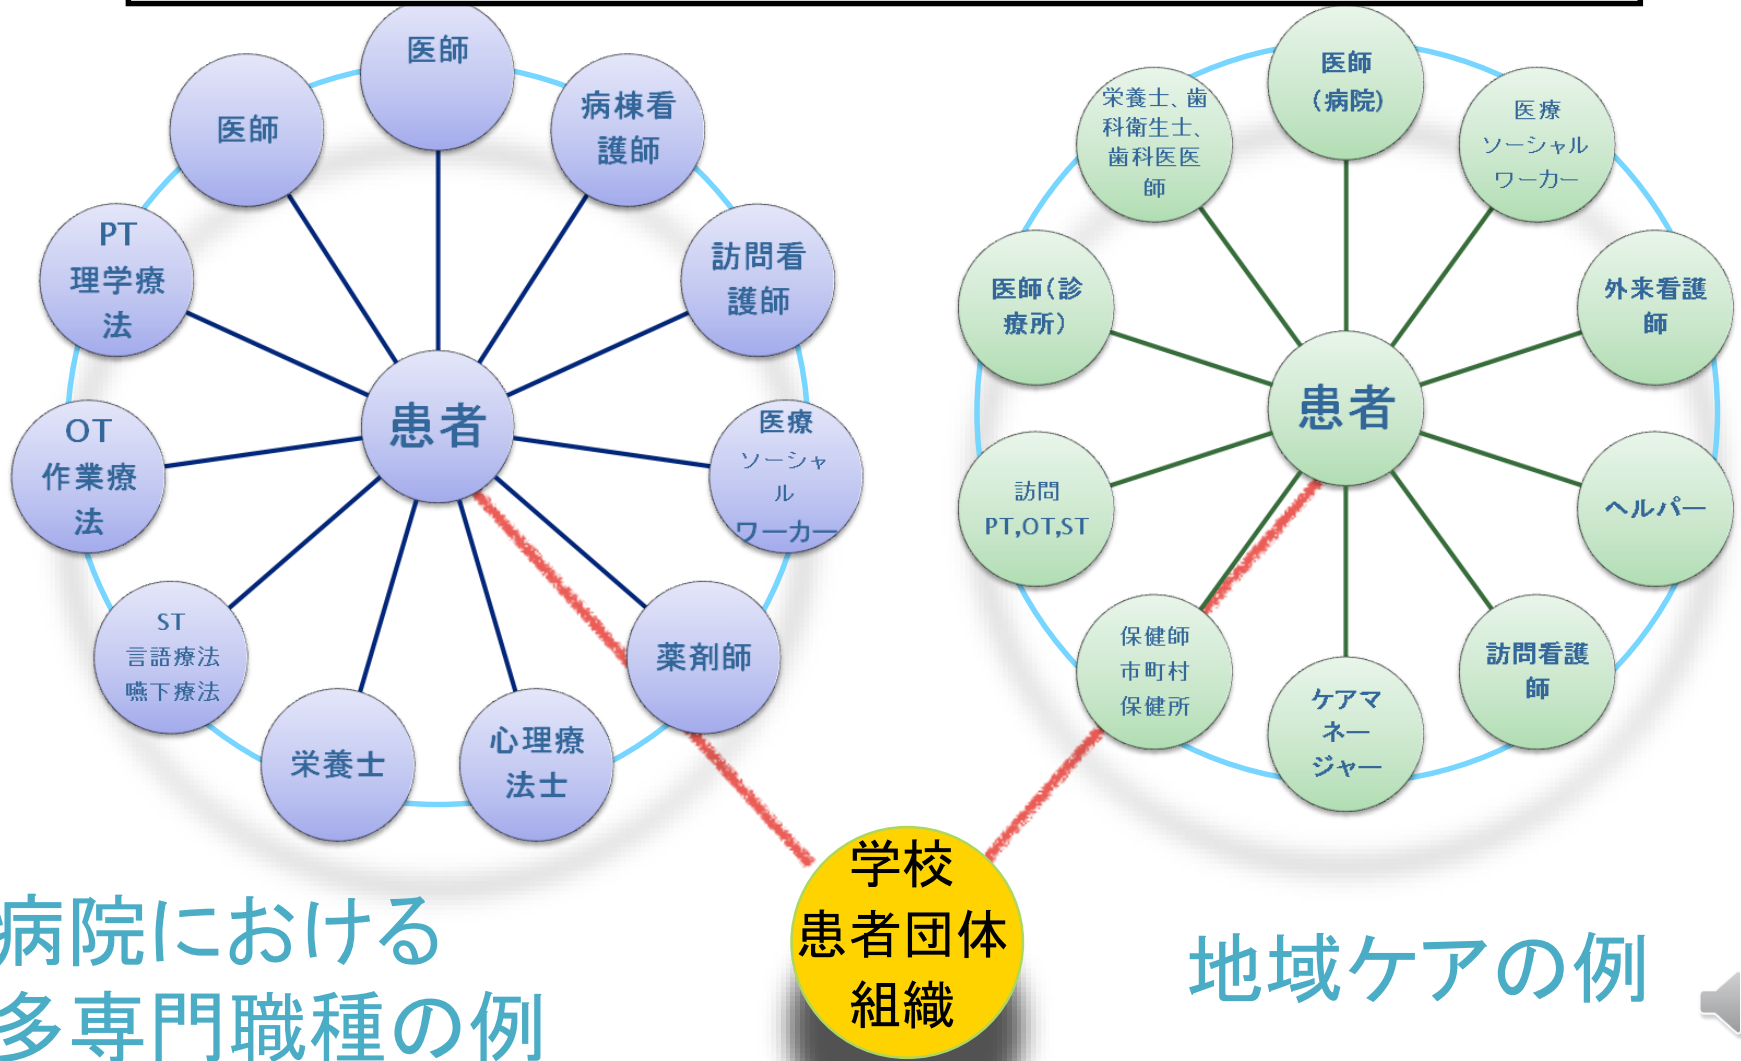 医師
病棟看
護師
訪問看
護師
医療
ソーシャ
ル
ワーカー
薬剤師
心理療
法士
栄養士
ST
言語療法
嚥下療法
OT
作業療
法
PT
理学療
法
医師
患者
医師
（病院）
医療
ソーシャル
ワーカー
外来看護
師
ヘルパー
訪問看護
師
ケアマ
ネー
ジャー
保健師
市町村
保健所
訪問
PT,OT,ST
医師（診
療所）
栄養士、歯
科衛生士、
歯科医医
師
患者
学校
患者団体
組織
病院における
多専門職種の例
地域ケアの例